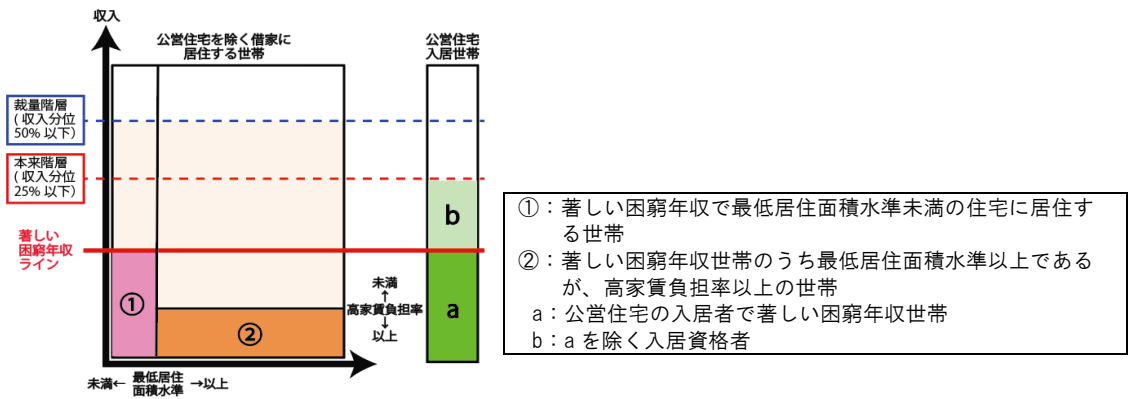 収入
公営住宅を除く借家に
居住する世帯
公営住宅
入居世帯
裁量階層
(収入分位
50% 以下)
本来階層
(収入分位
25% 以下)
著しい
困窮年収
ライン
b
①
②
a
未満
↑
高家賃負担率
↓
以上
未満← 最低居住 →以上
面積水準
①：著しい困窮年収で最低居住面積水準未満の住宅に居住す
る世帯
②：著しい困窮年収世帯のうち最低居住面積水準以上である
が、高家賃負担率以上の世帯
a：公営住宅の入居者で著しい困窮年収世帯
b：a を除く入居資格者